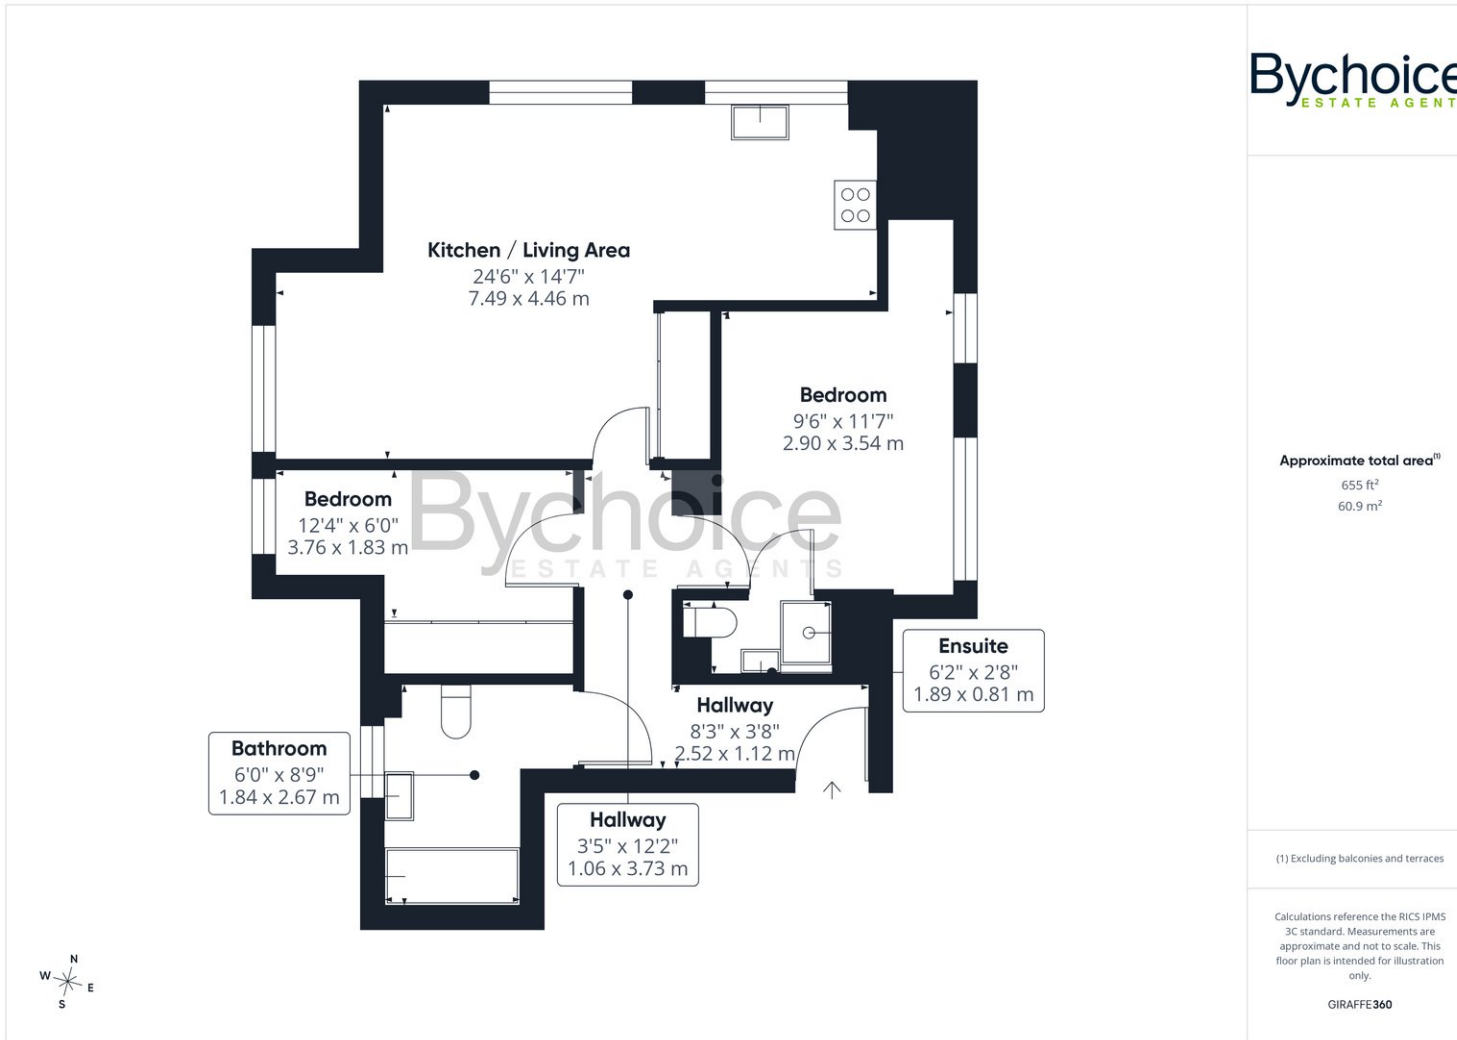 Bychoice
ESTATE AGENT
Kitchen / Living Area
24'6" x 14'7"
7.49 x 4.46 m
Bedroom
9'6" x 11'7"
2.90 x 3.54 m
Bedroom
12'4" x 6'0"
3.76 x 1.83 m
Bychoice
ESTATE AGENTS
Ensuite
6'2" x 2'8"
1.89 x 0.81 m
Hallway
8'3" x 3'8"
2.52 x 1.12 m
Bathroom
6'0" x 8'9"
1.84 x 2.67 m
Hallway
3'5" x 12'2"
1.06 x 3.73 m
N
W
E
S
Approximate total area(1)
655 ft²
60.9 m²
(1) Excluding balconies and terraces
Calculations reference the RICS IPMS
3C standard. Measurements are
approximate and not to scale. This
floor plan is intended for illustration
only.
GIRAFFE360